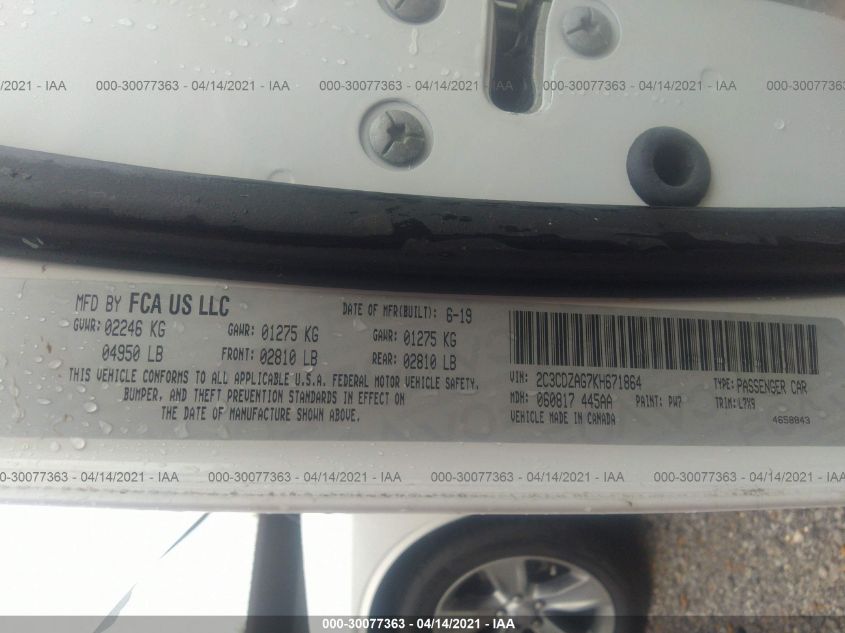 /2021 - IAA 000-30077363 - 04/14/2021 - IAA 000-30077363 - 04/14/2021 - IAA 000-30077363 - 04/14/2021 - IAA 000-30077363
MFD BY FCA US LLC DATE OF MFR(BUILT): 6-19
GVWR: 02246 KG GAWR: 01275 KG GAWR: 01275 KG
04950 LB FRONT: 02810 LB REAR: 02810 LB
THIS VEHICLE CONFORMS TO ALL APPLICABLE U.S.A. FEDERAL MOTOR VEHICLE SAFETY,
BUMPER, AND THEFT PREVENTION STANDARDS IN EFFECT ON
THE DATE OF MANUFACTURE SHOWN ABOVE.
VIN: 2C3CDZAG7KH671864 TYPE: PASSENGER CAR
MDH: 060817 445AA PAINT: PW7 TRIM: L7X9
VEHICLE MADE IN CANADA 4658843
000-30077363 - 04/14/2021 - IAA 000-30077363 - 04/14/2021 - IAA 000-30077363 - 04/14/2021 - IAA 000-30077363 - 04/14/2021 - IAA
000-30077363 - 04/14/2021 - IAA